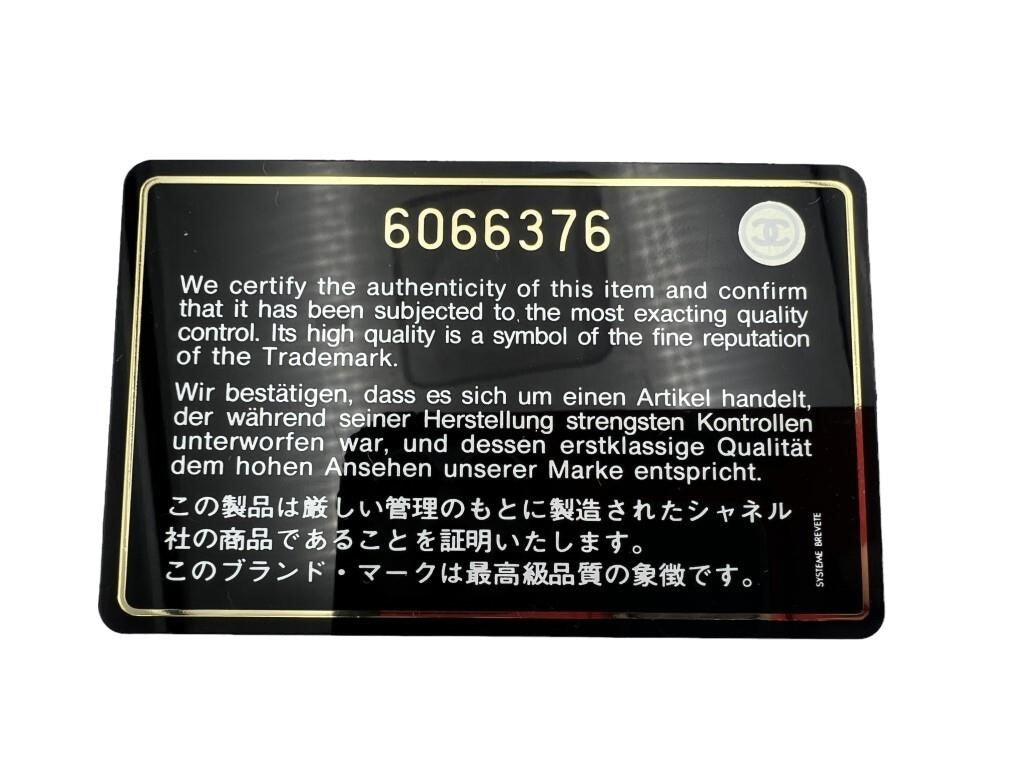 6066376
We certify the authenticity of this item and confirm
that it has been subjected to the most exacting quality
control. Its high quality is a symbol of the fine reputation
of the Trademark.
Wir bestätigen, dass es sich um einen Artikel handelt,
der während seiner Herstellung strengsten Kontrollen
unterworfen war, und dessen erstklassige Qualität
dem hohen Ansehen unserer Marke entspricht.
この製品は厳しい管理のもとに製造されたシャネル
社の商品であることを証明いたします。
このブランド・マークは最高級品質の象徴です。
SYSTEME BREVETE